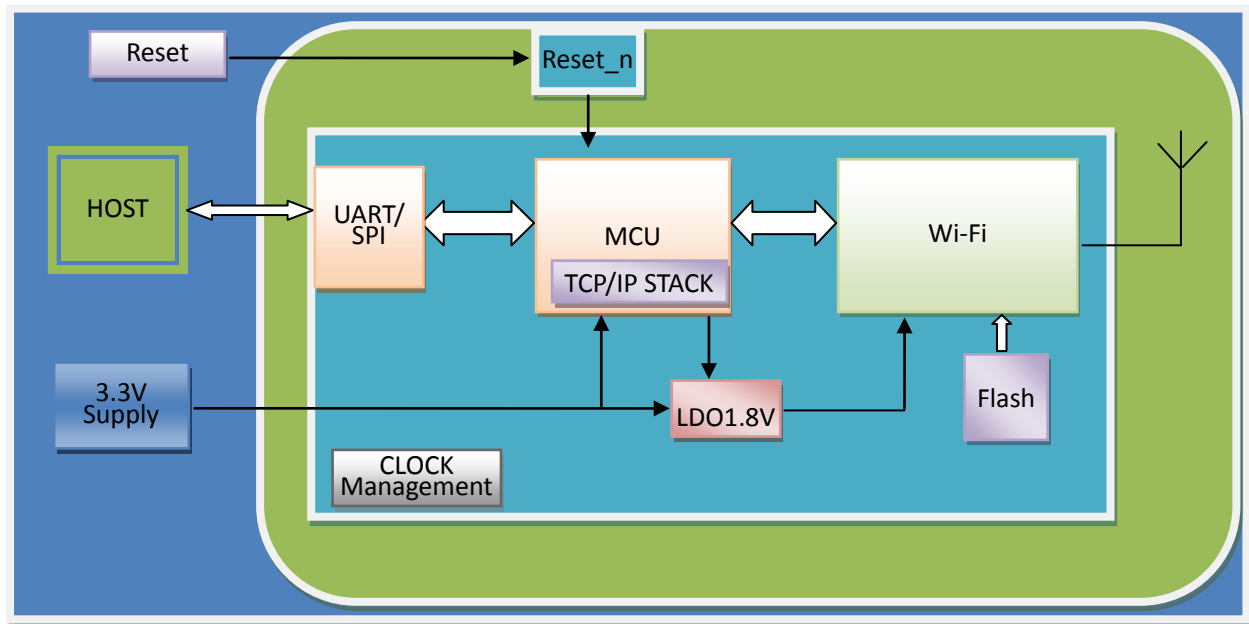 Reset
Reset_n
HOST
UART/
SPI
MCU
TCP/IP STACK
Wi-Fi
3.3V
Supply
LDO1.8V
Flash
CLOCK
Management